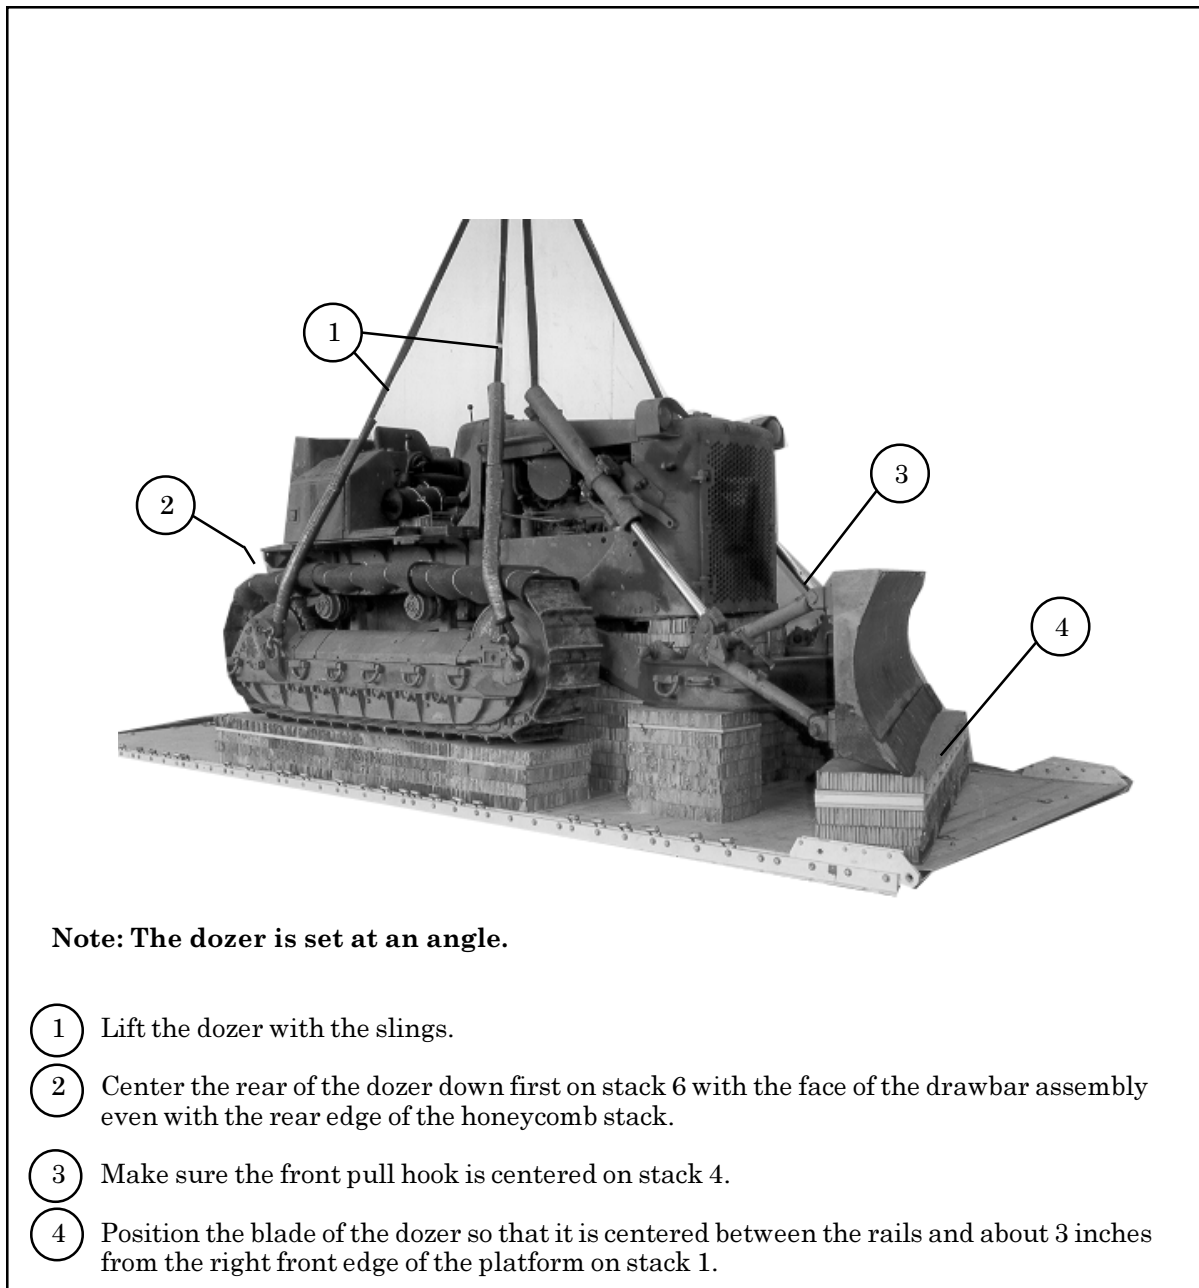 1
2
3
4
Note: The dozer is set at an angle.
1 Lift the dozer with the slings.
2 Center the rear of the dozer down first on stack 6 with the face of the drawbar assembly
even with the rear edge of the honeycomb stack.
3 Make sure the front pull hook is centered on stack 4.
4 Position the blade of the dozer so that it is centered between the rails and about 3 inches
from the right front edge of the platform on stack 1.